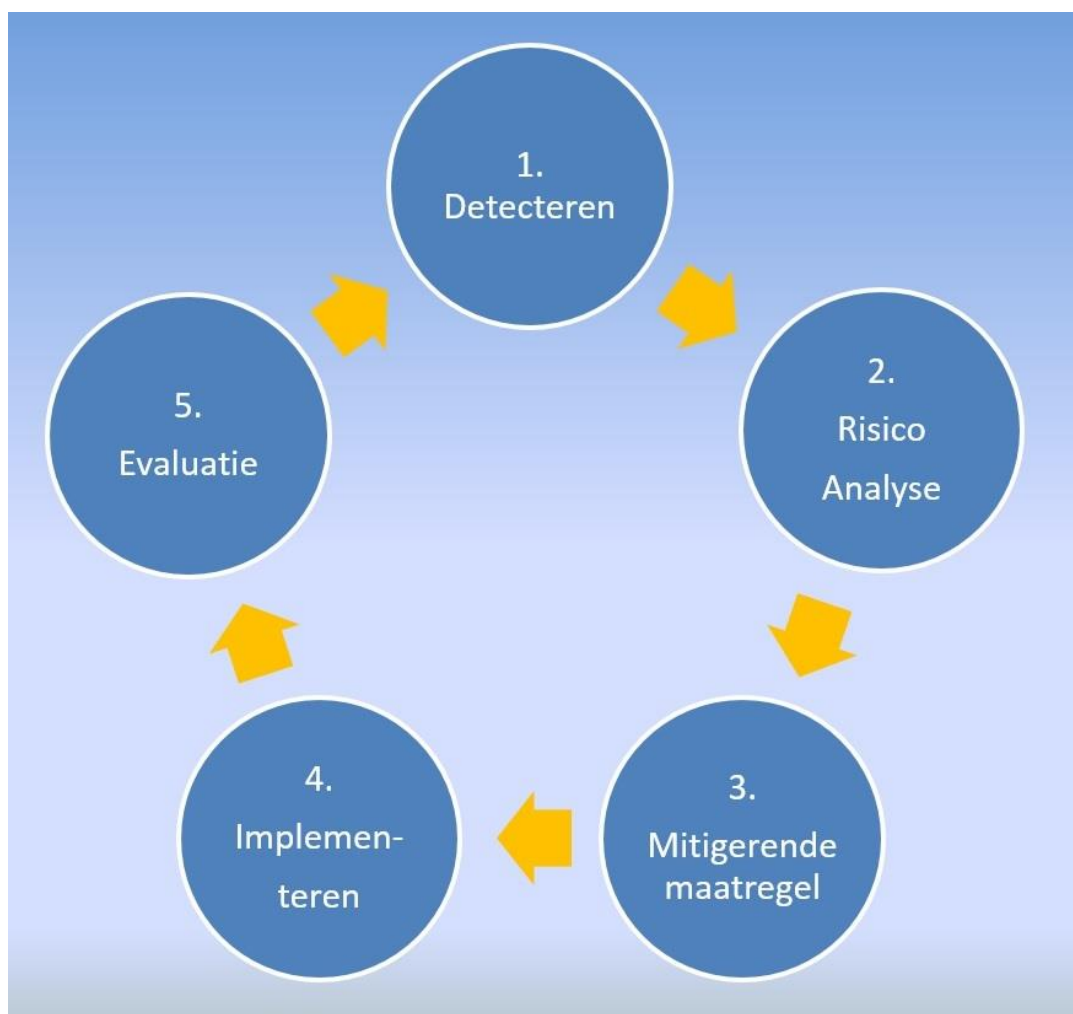 1.
Detecteren
2.
Risico
Analyse
3.
Mitigerende
maatregel
4.
Implemen-
teren
5.
Evaluatie